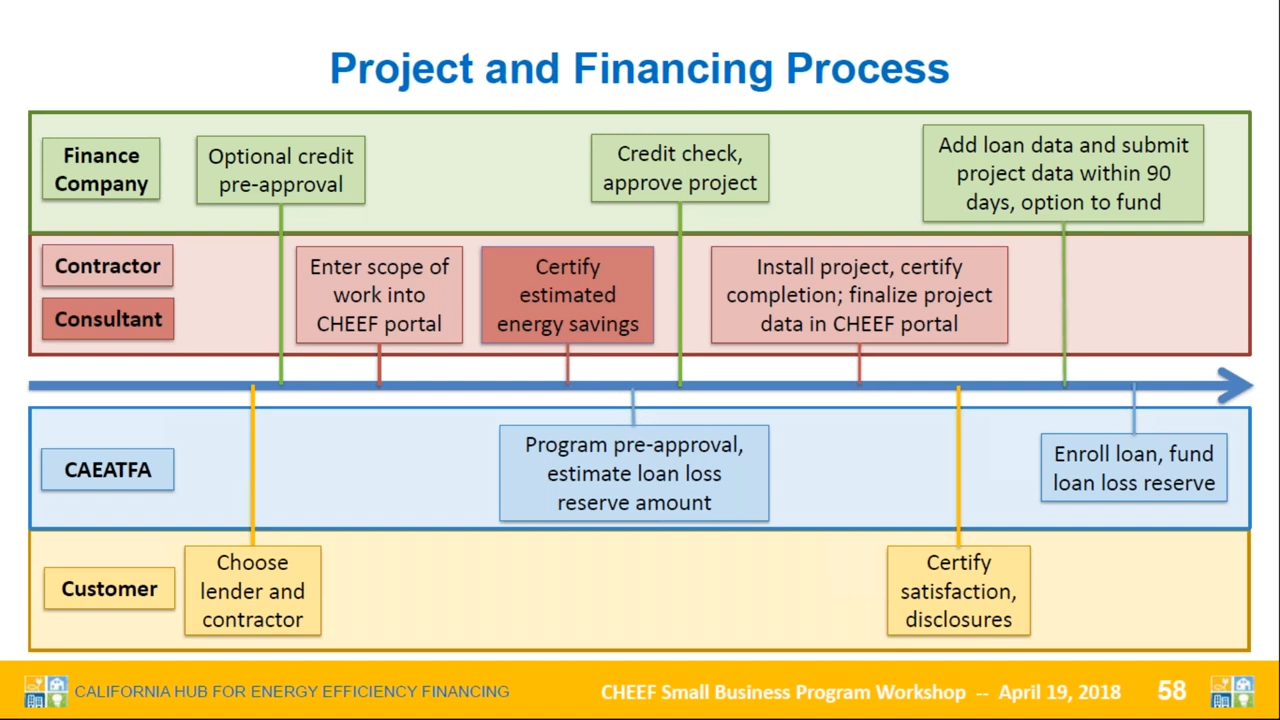 Project and Financing Process
Finance
Company
Optional credit
pre-approval
Credit check,
approve project
Add loan data and submit
project data within 90
days, option to fund
Contractor
Consultant
Enter scope of
work into
CHEEF portal
Certify
estimated
energy savings
Install project, certify
completion; finalize project
data in CHEEF portal
CAEATFA
Program pre-approval,
estimate loan loss
reserve amount
Enroll loan, fund
loan loss reserve
Customer
Choose
lender and
contractor
Certify
satisfaction,
disclosures
CALIFORNIA HUB FOR ENERGY EFFICIENCY FINANCING
CHEEF Small Business Program Workshop -- April 19, 2018
58